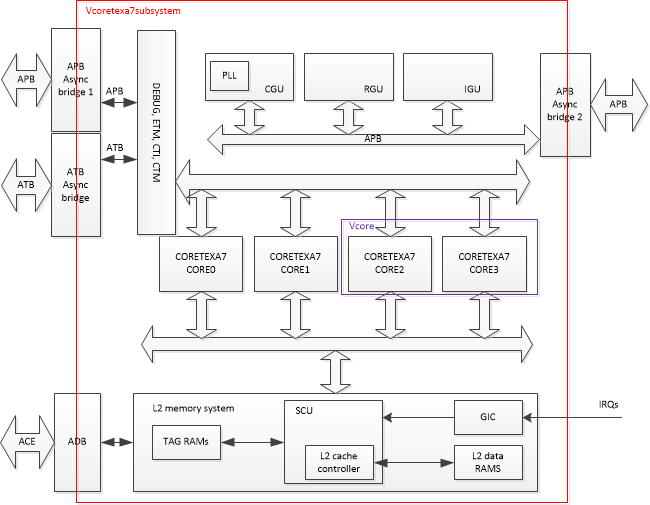 Vcoretexa7subsystem
APB
Async
bridge 1
APB
APB
ATB
Async
bridge
ATB
ATB
DEBUG, ETM, CTI, CTM
PLL
CGU
RGU
IGU
APB
APB
Async
bridge 2
APB
Vcore
CORETEXA7
CORE0
CORETEXA7
CORE1
CORETEXA7
CORE2
CORETEXA7
CORE3
ACE
ADB
L2 memory system
TAG RAMs
SCU
L2 cache
controller
GIC
L2 data
RAMS
IRQs